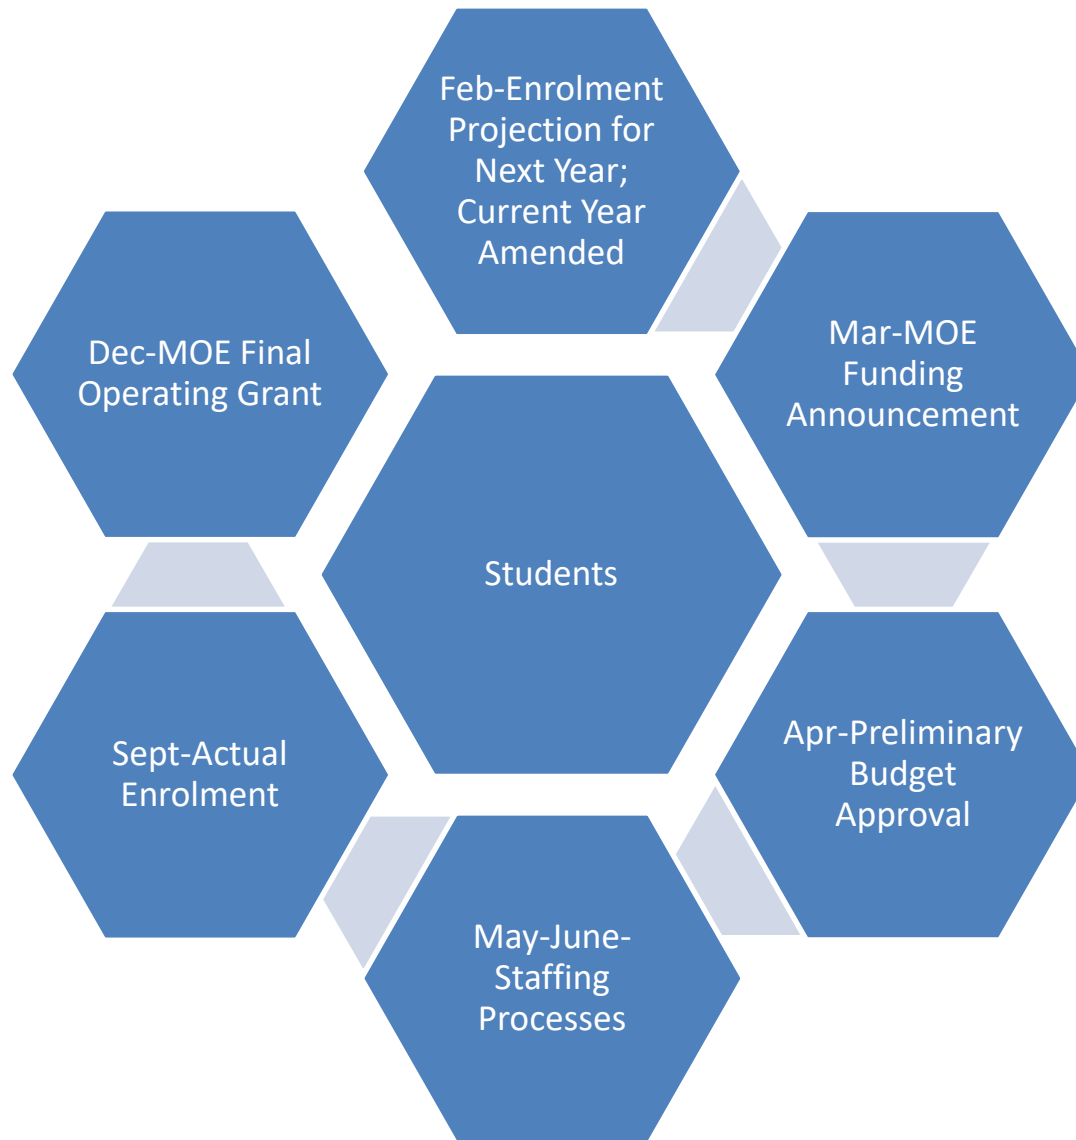 Feb-Enrolment
Projection for
Next Year;
Current Year
Amended
Mar-MOE
Funding
Announcement
Apr-Preliminary
Budget
Approval
May-June-
Staffing
Processes
Sept-Actual
Enrolment
Dec-MOE Final
Operating Grant
Students